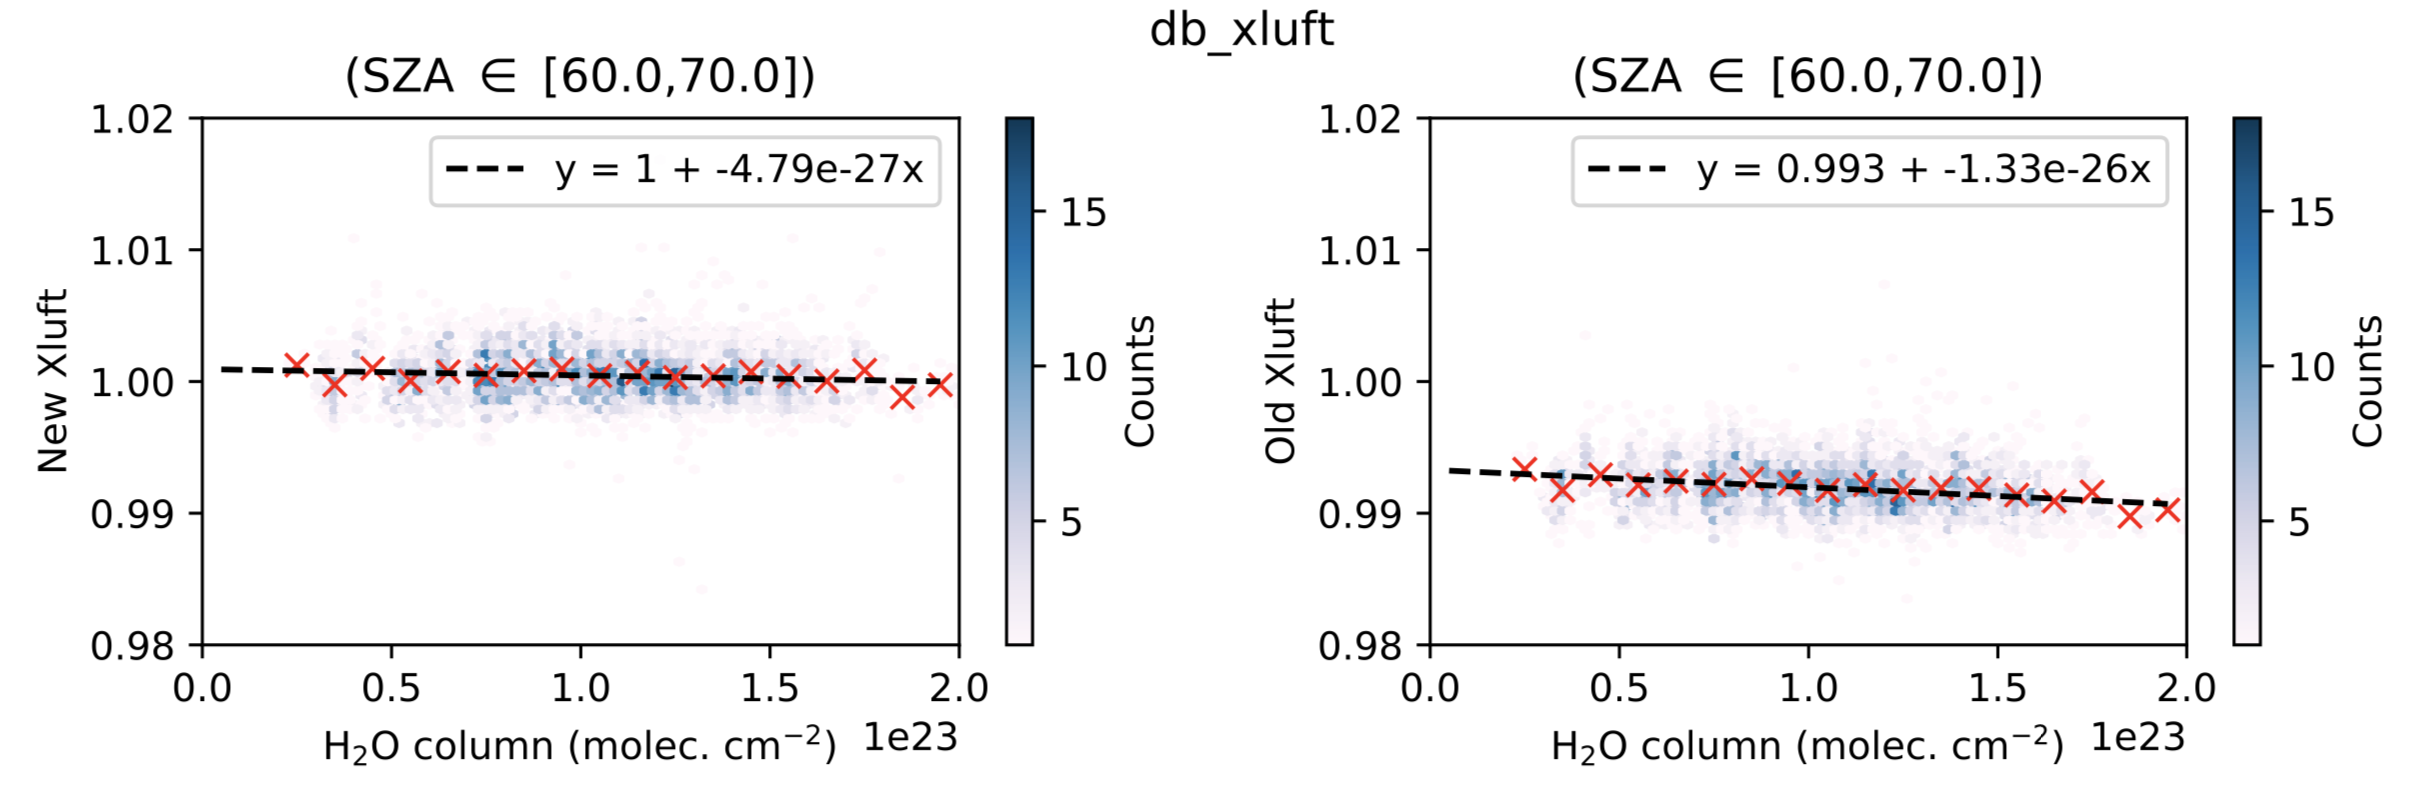 db_xluft
(SZA ∈ [60.0,70.0])
1.02
1.01
1.00
0.99
0.98
New Xluft
y = 1 + -4.79e-27x
0.0 0.5 1.0 1.5 2.0
H₂O column (molec. cm⁻²) 1e23
15
10
5
Counts
(SZA ∈ [60.0,70.0])
1.02
1.01
1.00
0.99
0.98
Old Xluft
y = 0.993 + -1.33e-26x
0.0 0.5 1.0 1.5 2.0
H₂O column (molec. cm⁻²) 1e23
15
10
5
Counts